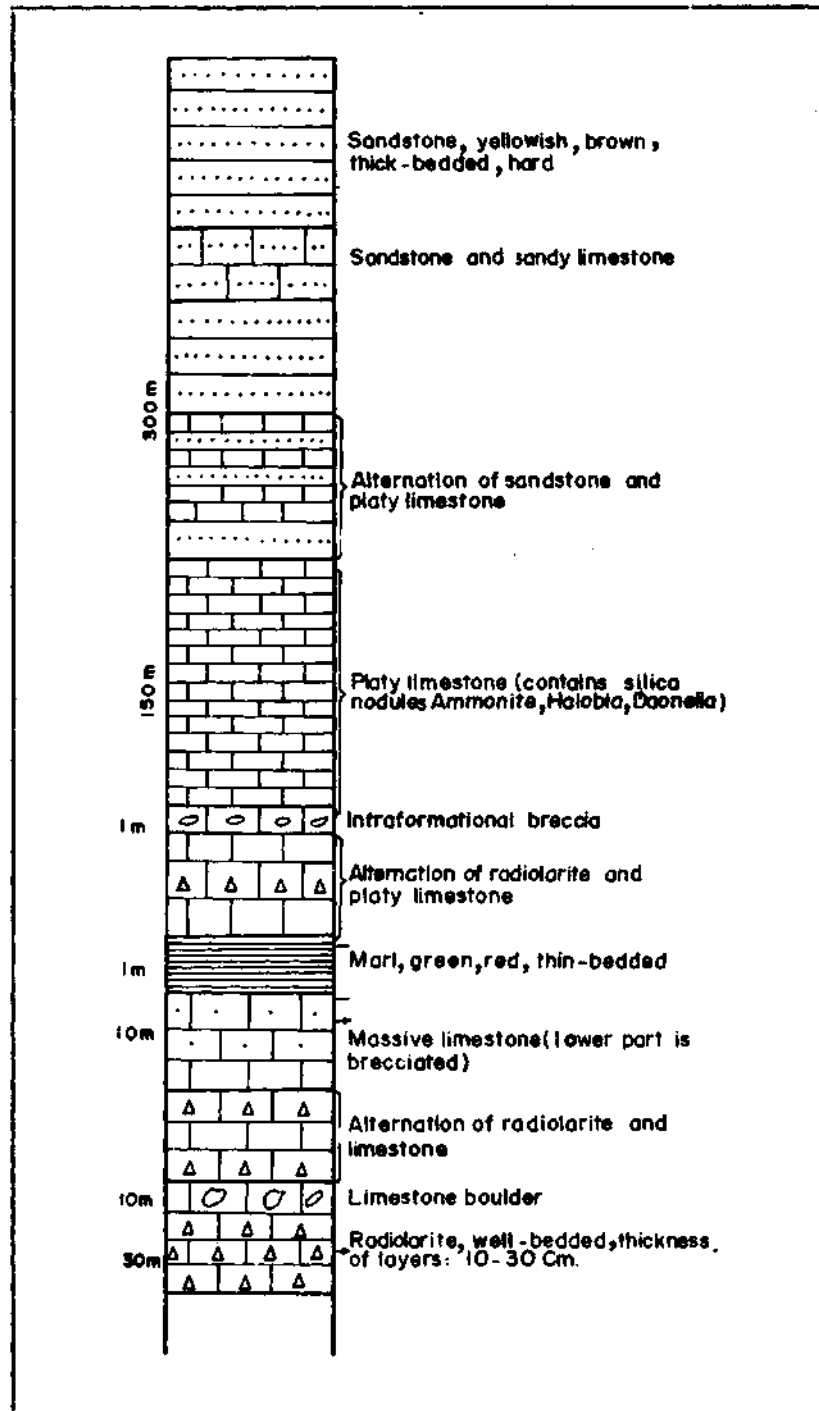 Sandstone, yellowish, brown,
thick-bedded, hard
Sandstone and sandy limestone
300m
Alternation of sandstone and
platy limestone
150m
Platy limestone (contains silica
nodules Ammonite, Halobia, Daonella)
1m
Intraformational breccia
Alternation of radiolarite and
platy limestone
1m
Marl, green, red, thin-bedded
10m
Massive limestone (lower part is
brecciated)
Alternation of radiolarite and
limestone
10m
Limestone boulder
30m
Radiolarite, well-bedded, thickness
of layers: 10-30 Cm.